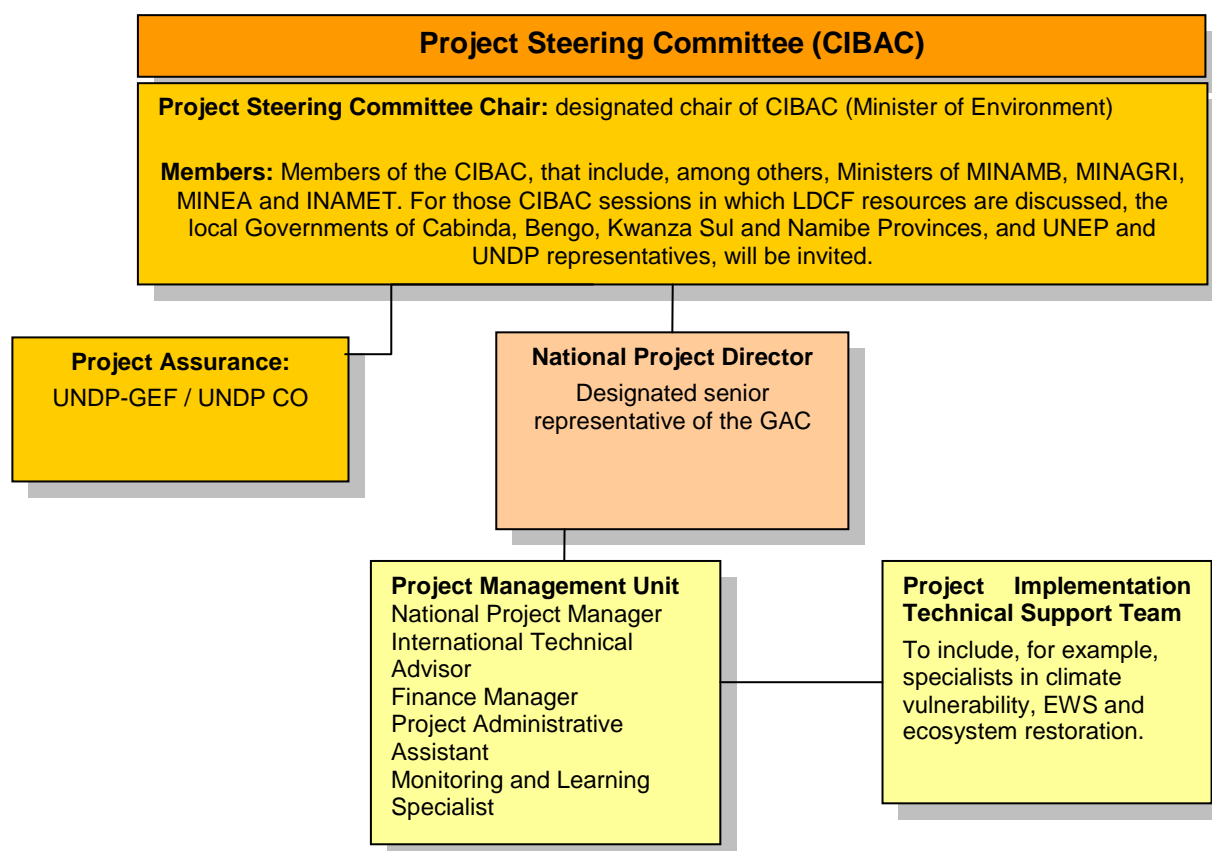 Project Steering Committee (CIBAC)
Project Steering Committee Chair: designated chair of CIBAC (Minister of Environment)
Members: Members of the CIBAC, that include, among others, Ministers of MINAMB, MINAGRI,
MINEA and INAMET. For those CIBAC sessions in which LDCF resources are discussed, the
local Governments of Cabinda, Bengo, Kwanza Sul and Namibe Provinces, and UNEP and
UNDP representatives, will be invited.
Project Assurance:
UNDP-GEF / UNDP CO
National Project Director
Designated senior
representative of the GAC
Project Management Unit
National Project Manager
International Technical
Advisor
Finance Manager
Project Administrative
Assistant
Monitoring and Learning
Specialist
Project Implementation
Technical Support Team
To include, for example,
specialists in climate
vulnerability, EWS and
ecosystem restoration.